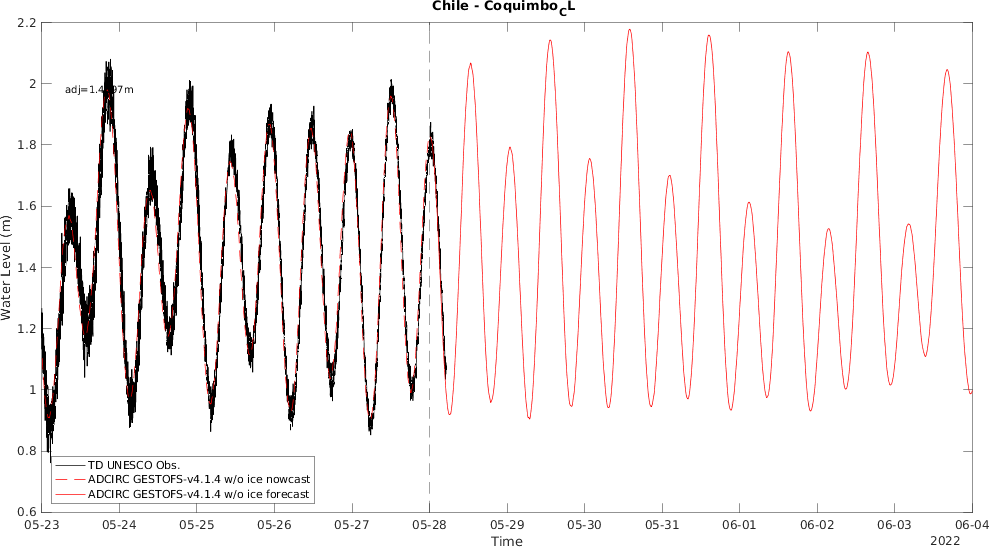 Chile - Coquimbo_CL
2.2
2
1.8
1.6
1.4
1.2
1
0.8
0.6
Water Level (m)
TD UNESCO Obs.
ADCIRC GESTOFS-v4.1.4 w/o ice nowcast
ADCIRC GESTOFS-v4.1.4 w/o ice forecast
05-23 05-24 05-25 05-26 05-27 05-28 05-29 05-30 05-31 06-01 06-02 06-03 06-04
Time
2022